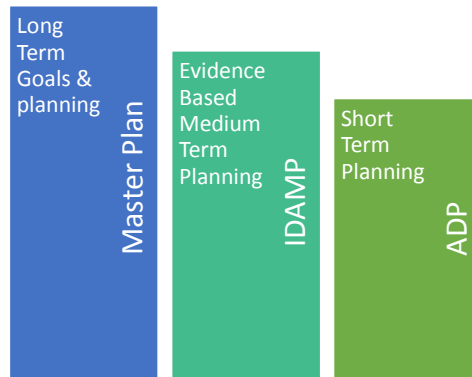 Long
Term
Goals &
planning
Master Plan
Evidence
Based
Medium
Term
Planning
IDAMP
Short
Term
Planning
ADP